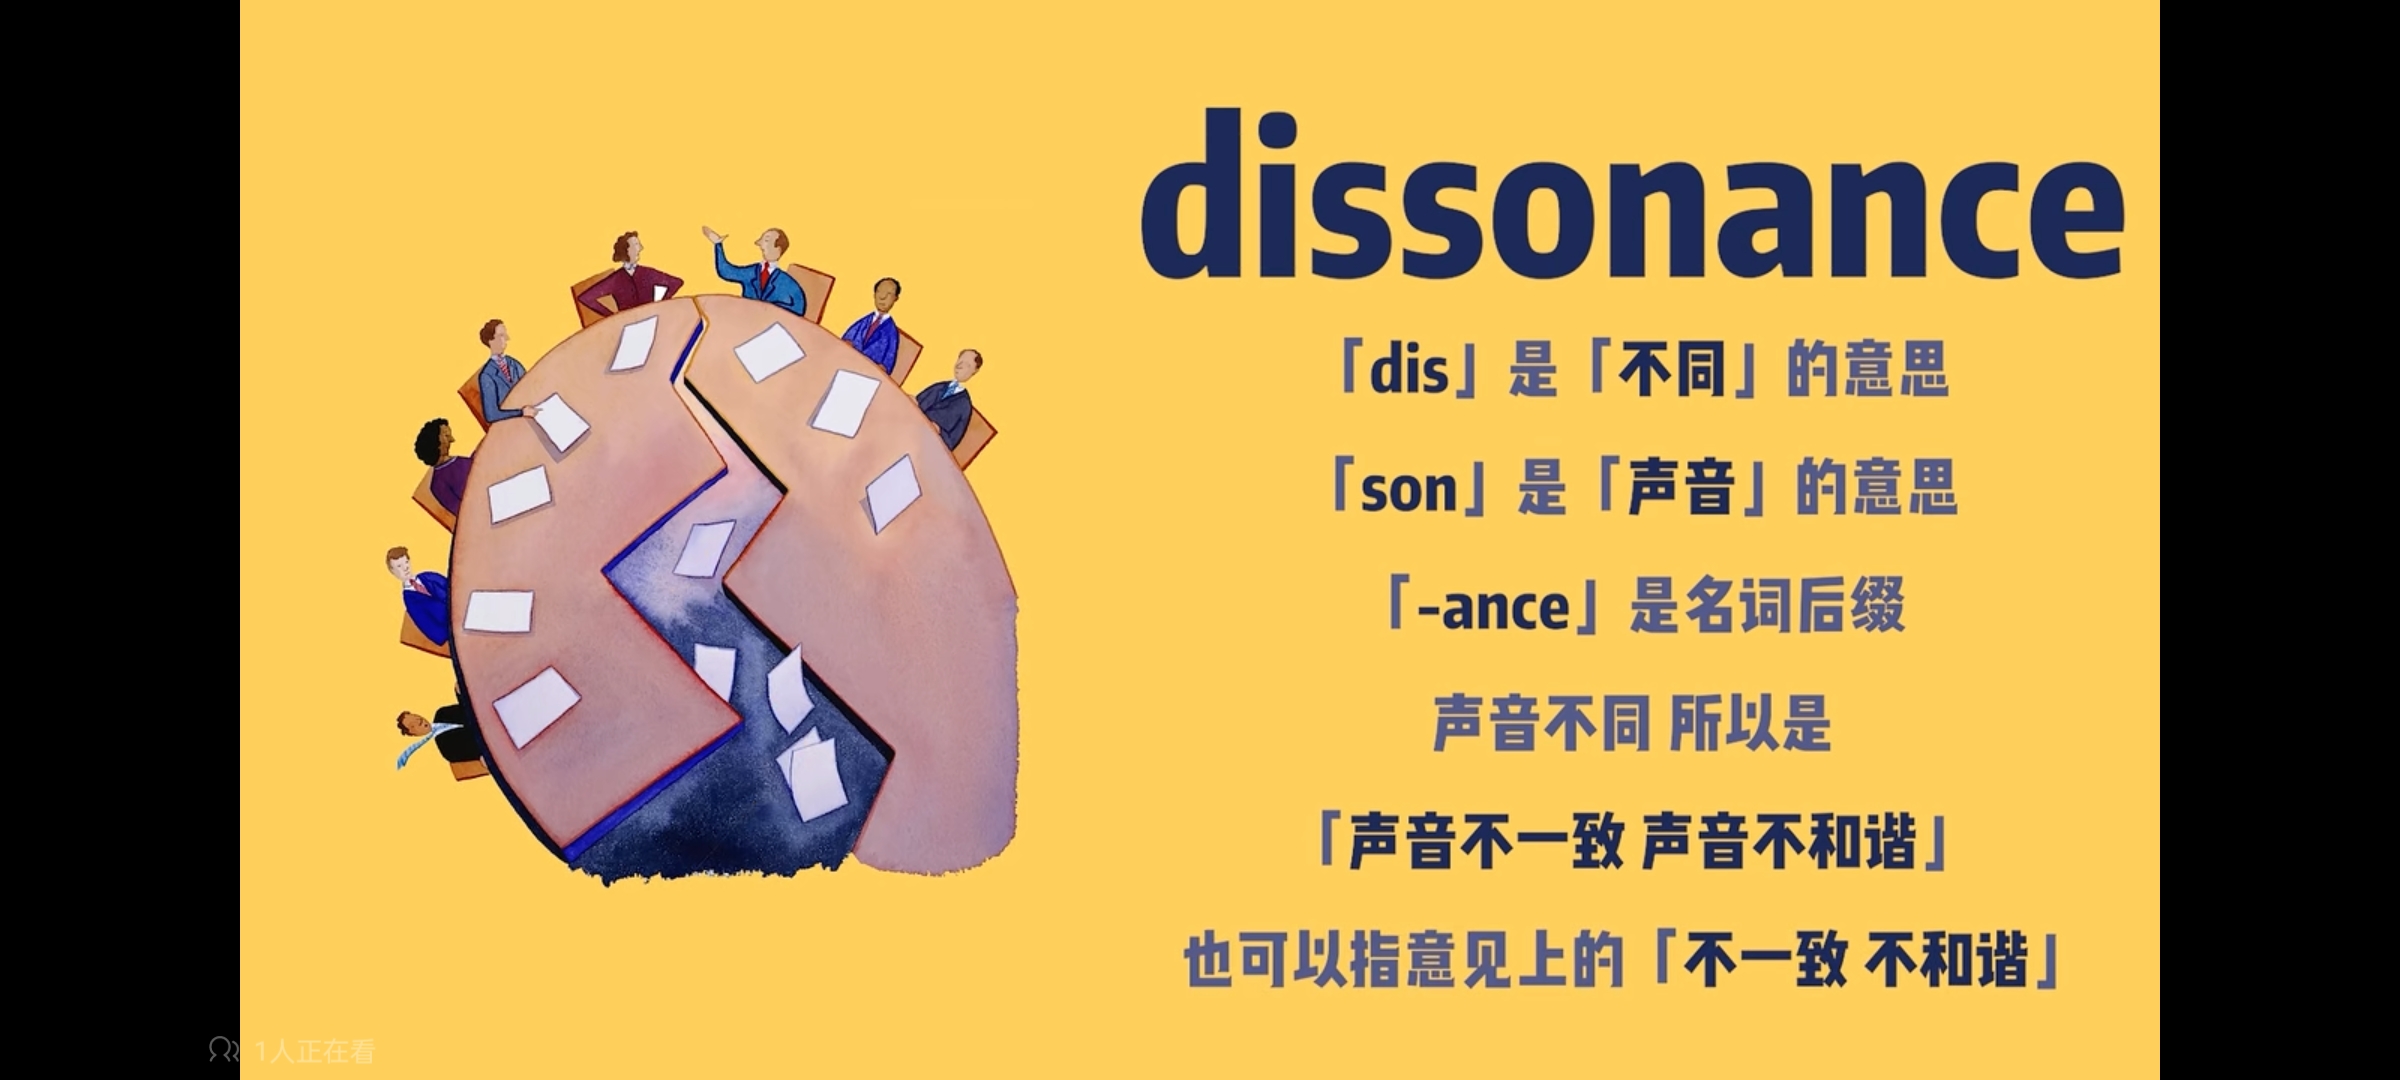 dissonance
「dis」是「不同」的意思
「son」是「声音」的意思
「-ance」是名词后缀
声音不同 所以是
「声音不一致 声音不和谐」
也可以指意见上的「不一致 不和谐」
1人正在看